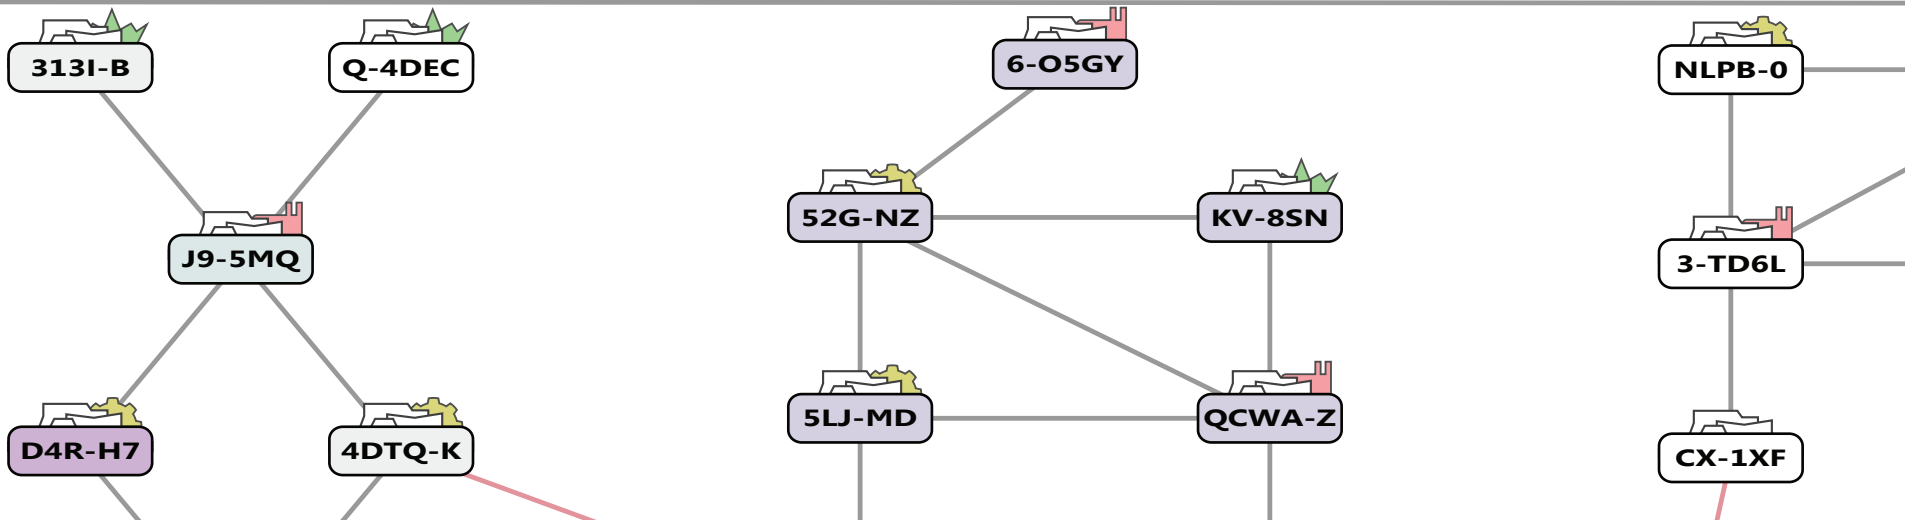 313I-B
Q-4DEC
6-O5GY
NLPB-0
52G-NZ
KV-8SN
J9-5MQ
3-TD6L
5LJ-MD
QCWA-Z
D4R-H7
4DTQ-K
CX-1XF